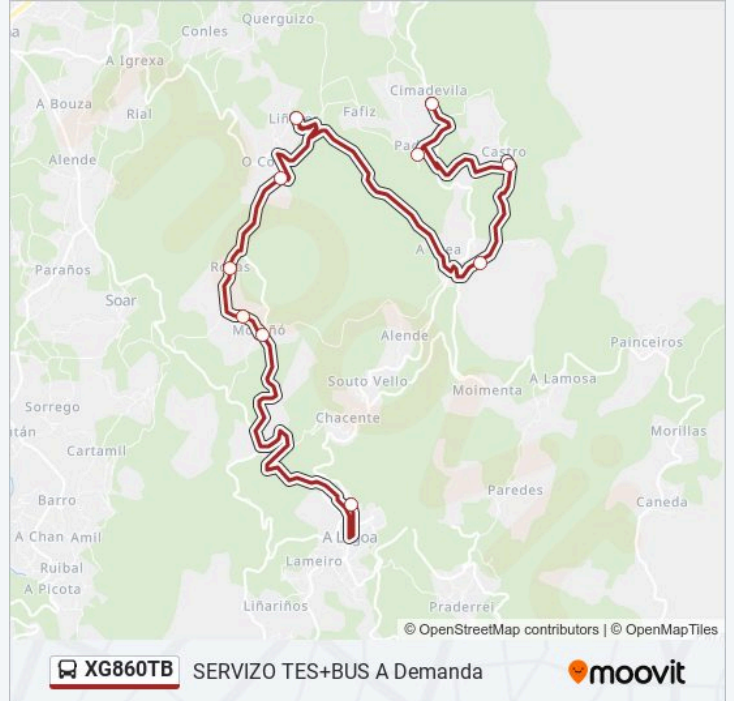 Querguizo
Conles
A Igrexa
Cimadevila
A Bouza
Rial
Fafiz
Castro
Alende
Paraños
Soar
Alende
Painceiros
Souto Vello
A Lamosa
Moimenta
Chacente
Sorrego
Morillas
Cartamil
Paredes
Barro
Caneda
A Chan Amil
A Lagoa
Lameiro
Ruibal
A Picota
Liñariños
Praderrei
© OpenStreetMap contributors | © OpenMapTiles
XG860TB SERVIZO TES+BUS A Demanda
moovit